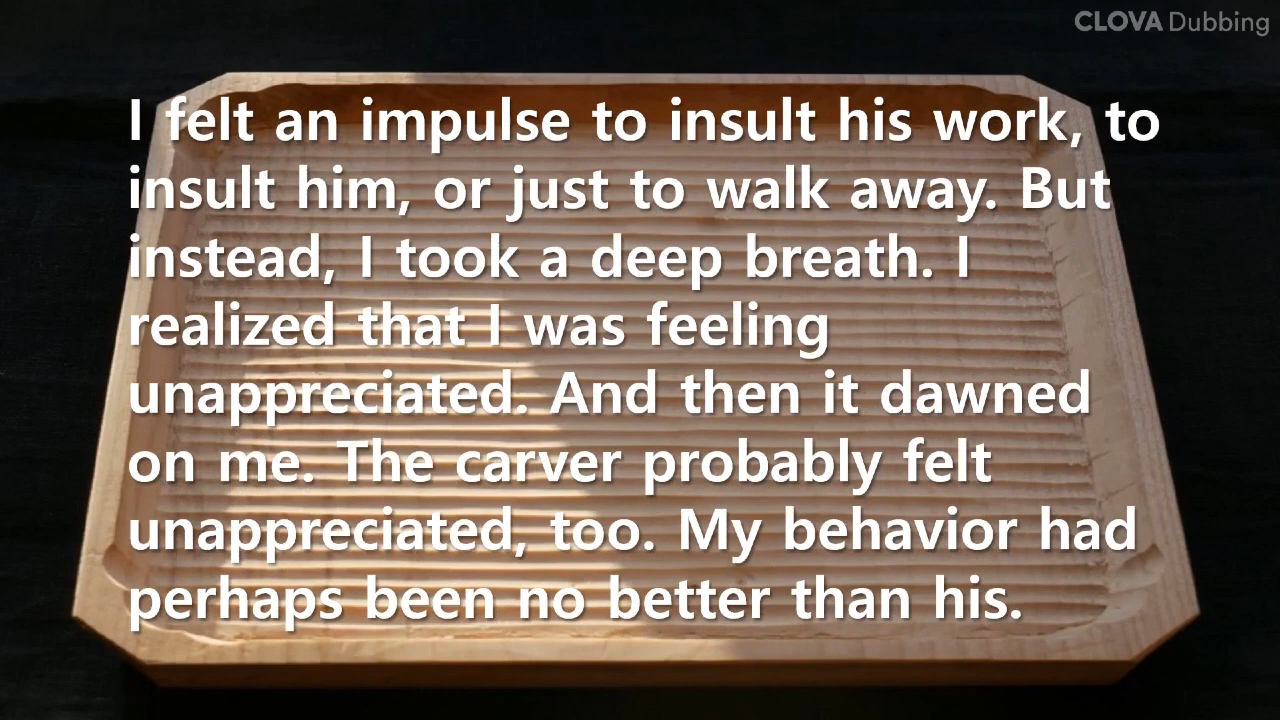 CLOVA Dubbing
I felt an impulse to insult his work, to
insult him, or just to walk away. But
instead, I took a deep breath. I
realized that I was feeling
unappreciated. And then it dawned
on me. The carver probably felt
unappreciated, too. My behavior had
perhaps been no better than his.